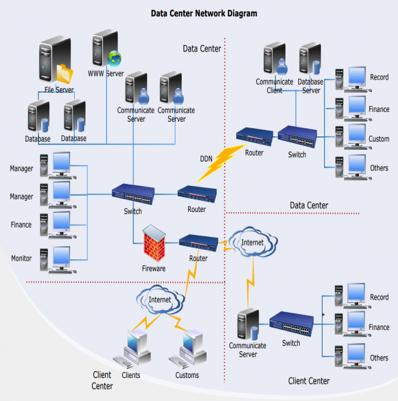 Data Center Network Diagram
Data Center
File Server
WWW Server
Communicate
Server
Communicate
Server
Database
Database
Manager
Manager
Finance
Monitor
Switch
Router
DDN
Fireware
Router
Internet
Communicate
Client
Database
Server
Router
Switch
Record
Finance
Custom
Others
Data Center
Internet
Client
Center
Clients
Customs
Internet
Communicate
Server
Switch
Record
Finance
Others
Client Center